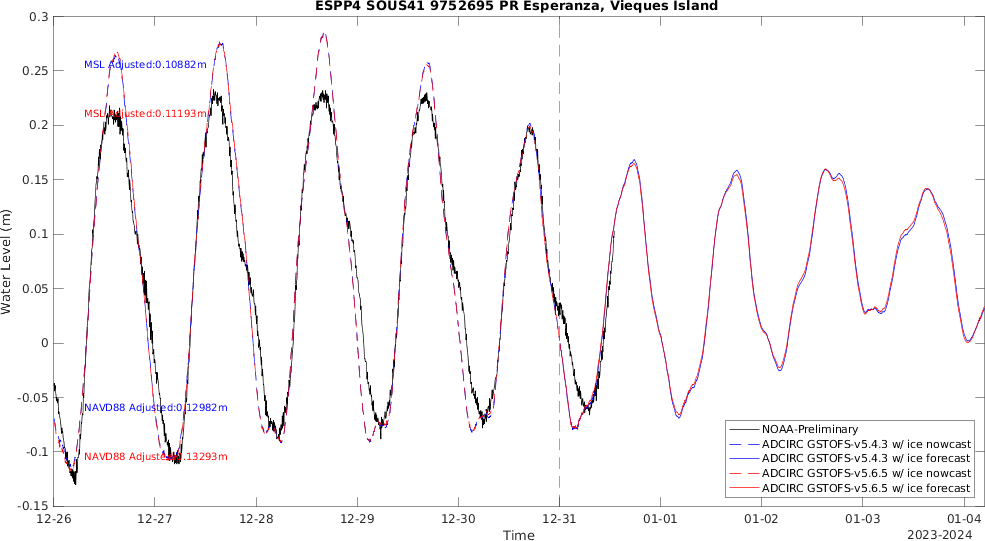 ESPP4 SOUS41 9752695 PR Esperanza, Vieques Island
0.3
0.25
0.2
0.15
0.1
0.05
0
-0.05
-0.1
-0.15
Water Level (m)
MSL Adjusted:0.10882m
MSL Adjusted:0.11193m
NAVD88 Adjusted:0.12982m
NAVD88 Adjusted:0.13293m
NOAA-Preliminary
ADCIRC GSTOFS-v5.4.3 w/ ice nowcast
ADCIRC GSTOFS-v5.4.3 w/ ice forecast
ADCIRC GSTOFS-v5.6.5 w/ ice nowcast
ADCIRC GSTOFS-v5.6.5 w/ ice forecast
12-26 12-27 12-28 12-29 12-30 12-31 01-01 01-02 01-03 01-04
Time
2023-2024